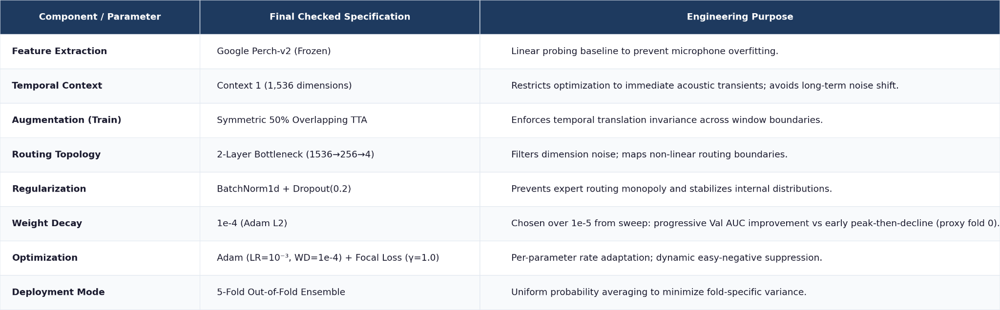 Component / Parameter Final Checked Specification Engineering Purpose
Feature Extraction Google Perch-v2 (Frozen) Linear probing baseline to prevent microphone overfitting.
Temporal Context Context 1 (1,536 dimensions) Restricts optimization to immediate acoustic transients; avoids long-term noise shift.
Augmentation (Train) Symmetric 50% Overlapping TTA Enforces temporal translation invariance across window boundaries.
Routing Topology 2-Layer Bottleneck (1536→256→4) Filters dimension noise; maps non-linear routing boundaries.
Regularization BatchNorm1d + Dropout(0.2) Prevents expert routing monopoly and stabilizes internal distributions.
Weight Decay 1e-4 (Adam L2) Chosen over 1e-5 from sweep: progressive Val AUC improvement vs early peak-then-decline (proxy fold 0).
Optimization Adam (LR=10⁻³, WD=1e-4) + Focal Loss (γ=1.0) Per-parameter rate adaptation; dynamic easy-negative suppression.
Deployment Mode 5-Fold Out-of-Fold Ensemble Uniform probability averaging to minimize fold-specific variance.